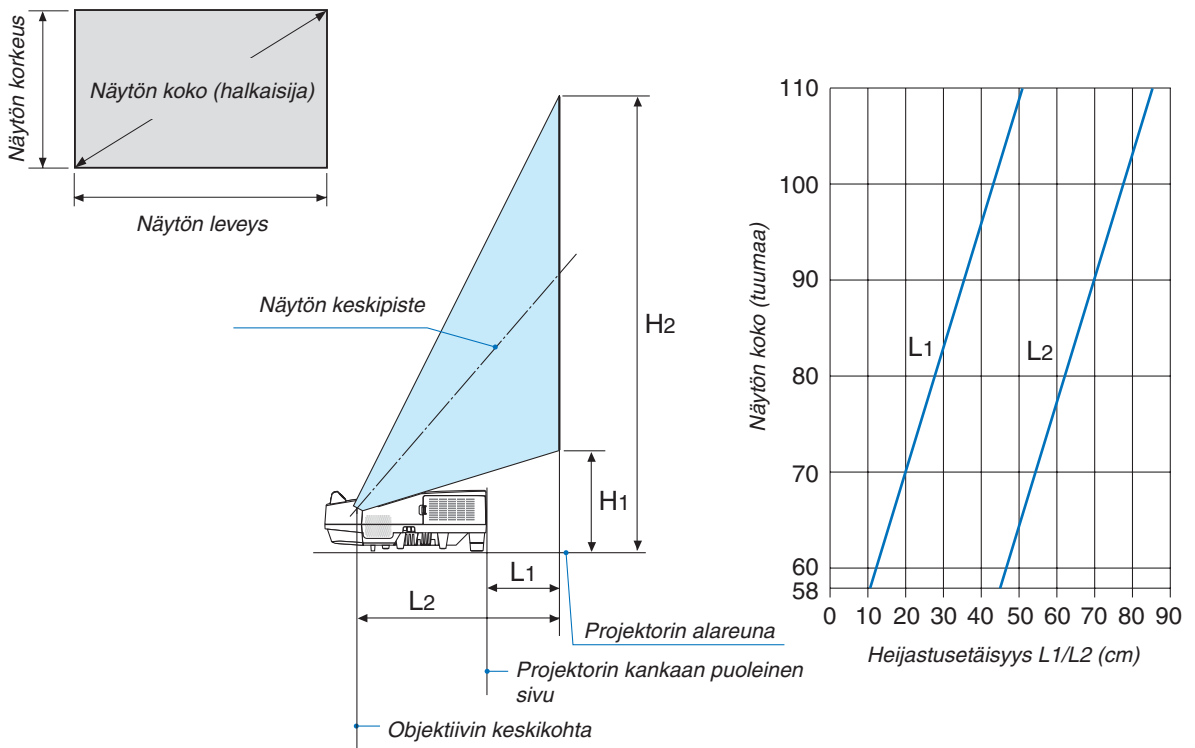 Näytön korkeus
Näytön koko (halkaisija)
Näytön leveys
Näytön keskipiste
H2
H1
L1
L2
Projektorin alareuna
Projektorin kankaan puoleinen
sivu
Objektiivin keskikohta
Näytön koko (tuumaa)
110
100
90
80
70
60
58
L1
L2
0 10 20 30 40 50 60 70 80 90
Heijastusetäisyys L1/L2 (cm)